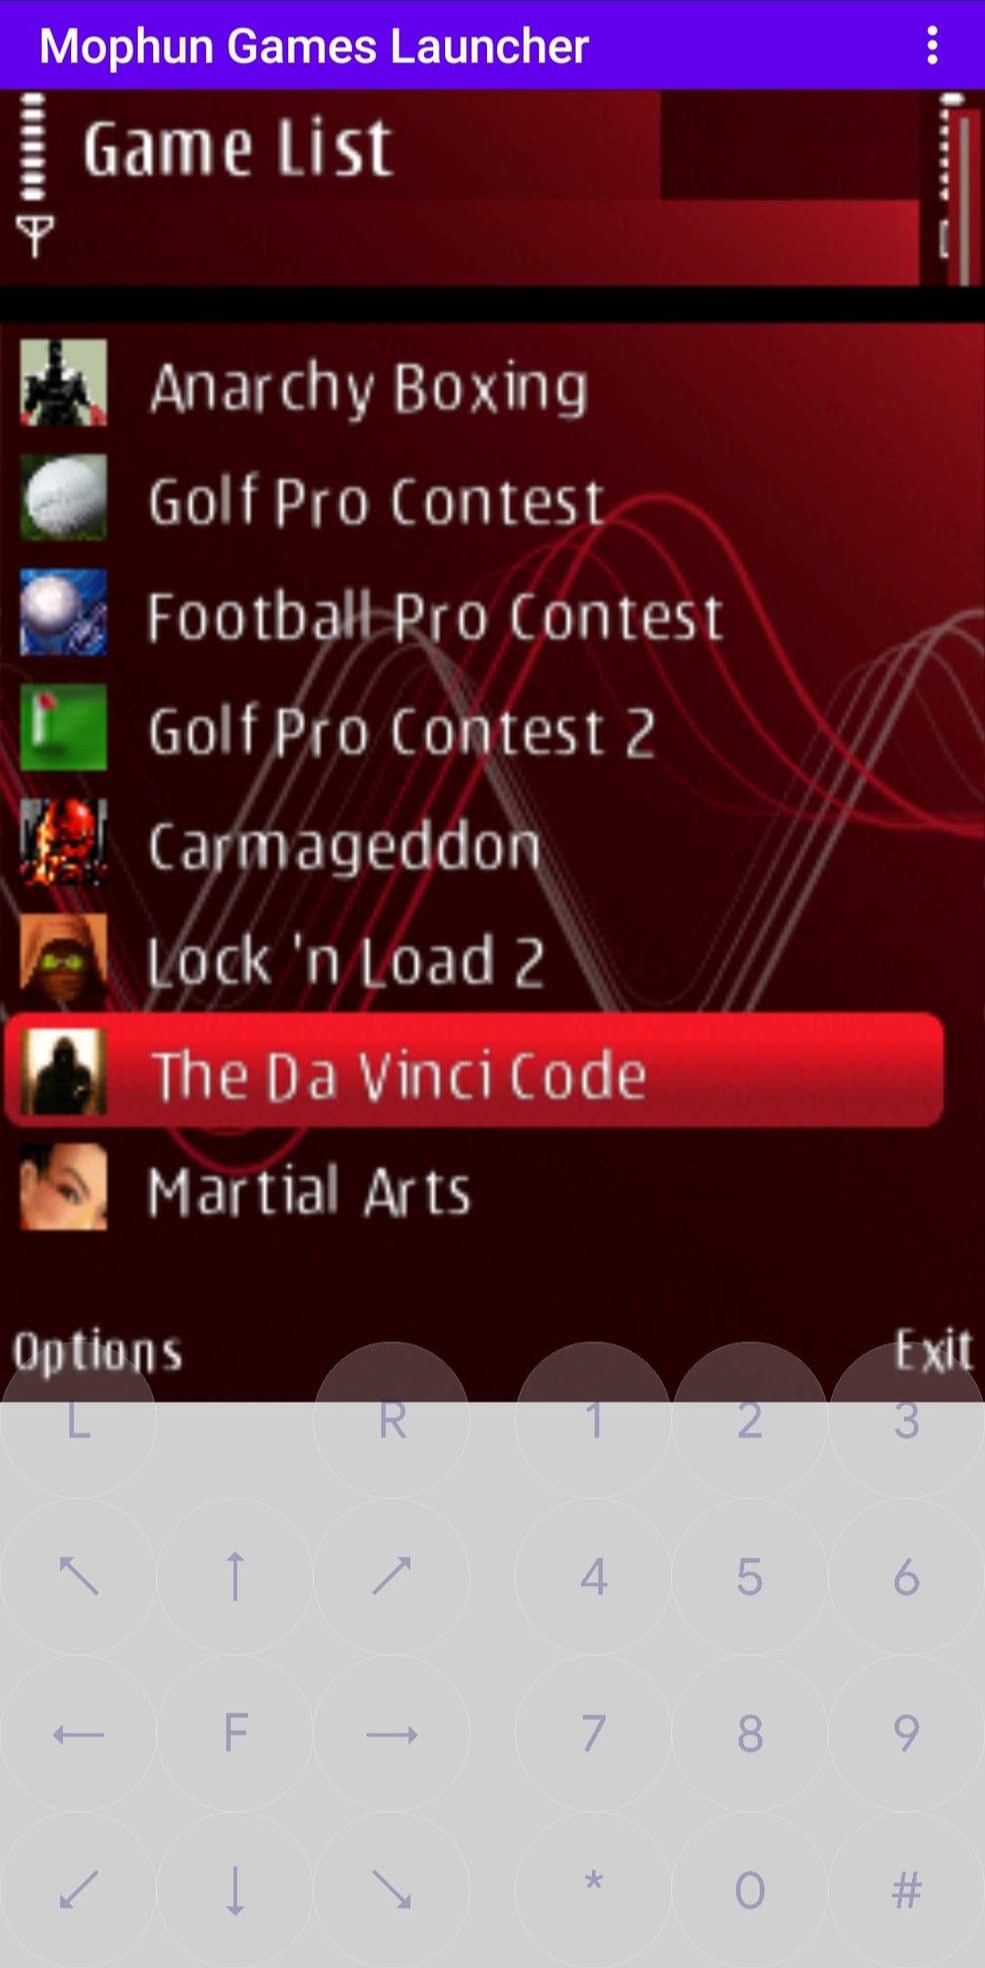 Mophun Games Launcher
Game List
Anarchy Boxing
Golf Pro Contest
Football Pro Contest
Golf Pro Contest 2
Carmageddon
Lock 'n Load 2
The Da Vinci Code
Martial Arts
Options Exit
L R 1 2 3
↖ ↑ ↗ 4 5 6
← F → 7 8 9
↙ ↓ ↘ * 0 #